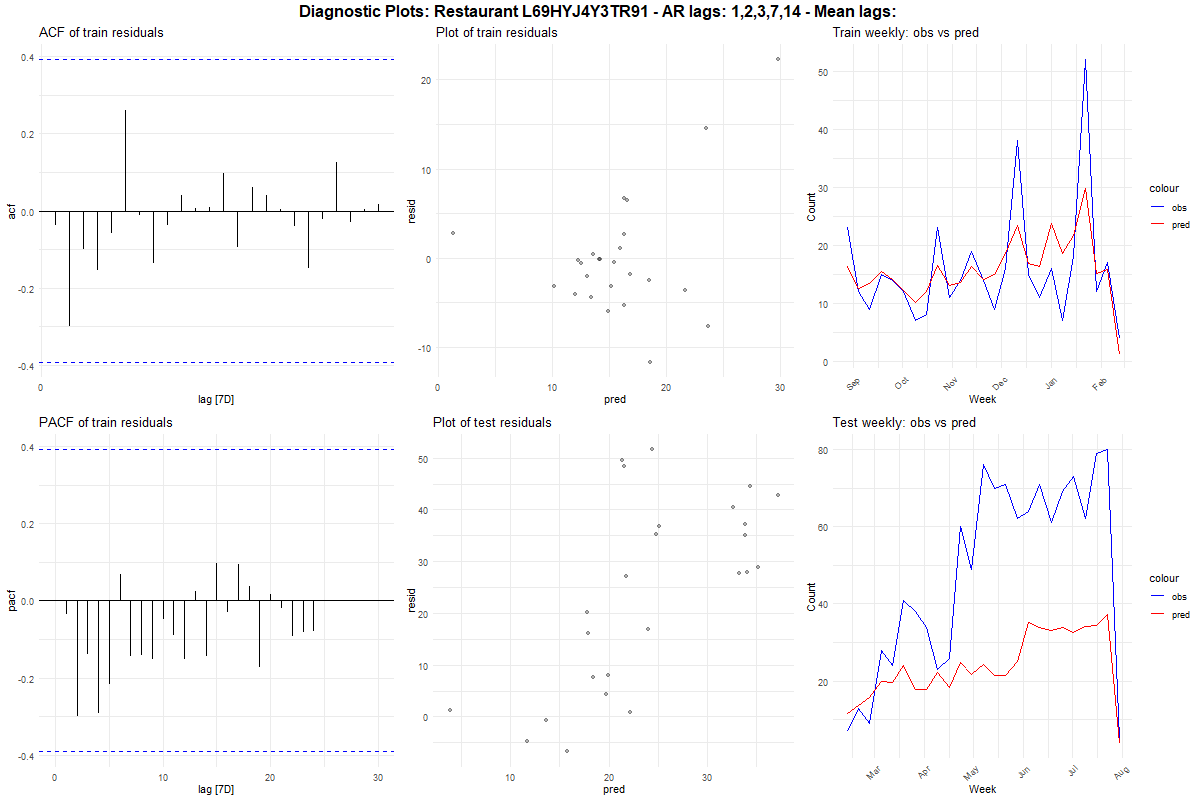 Diagnostic Plots: Restaurant L69HYJ4Y3TR91 - AR lags: 1,2,3,7,14 - Mean lags:
ACF of train residuals
0.4
0.2
0.0
-0.2
-0.4
acf
0
lag [7D]
Plot of train residuals
20
10
0
-10
resid
10
20
30
0
pred
Train weekly: obs vs pred
50
40
30
20
10
0
Count
Sep
Oct
Nov
Dec
Jan
Feb
Week
colour
obs
pred
PACF of train residuals
0.4
0.2
0.0
-0.2
-0.4
pacf
0
10
20
30
lag [7D]
Plot of test residuals
50
40
30
20
10
0
resid
10
20
30
pred
Test weekly: obs vs pred
80
60
40
20
Count
Mar
Apr
May
Jun
Jul
Aug
Week
colour
obs
pred